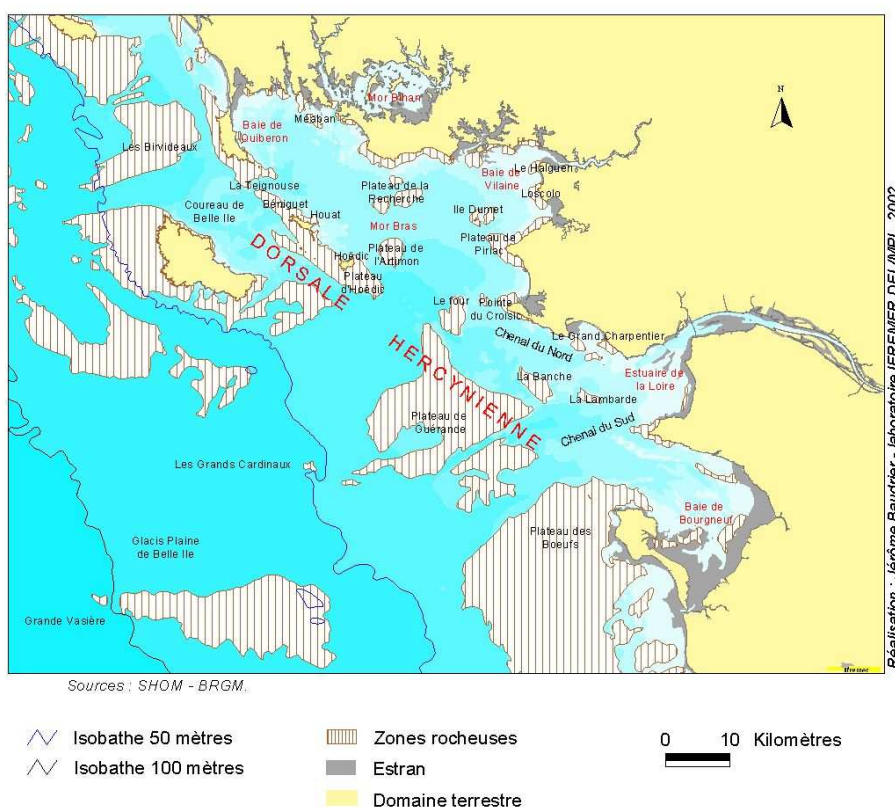 N
Mor Bihan
Méaban
Baie de
Quiberon
Les Birvideaux
Baie de
Vilaine
Le Halguen
Loscolo
La Teignouse
Plateau de la
Recherche
Coureau de
Belle Ile
Béniguet
Houat
Ile Dumet
Mor Bras
Plateau de
Piriac
DORSALE
Hoëdic
Plateau de
l'Artimon
Plateau
d'Hoëdic
Le four
Pointe
du Croisic
Chenal du Nord
Le Grand Charpentier
HERCYNIENNE
La Banche
Estuaire de
la Loire
La Lambarde
Plateau de
Guérande
Chenal du Sud
Les Grands Cardinaux
Baie de
Bourgneuf
Plateau des
Boeufs
Glacis Plaine
de Belle Ile
Grande Vasière
Ifremer
Réalisation : Jérôme Baudrier - laboratoire IFREMER DEL/MPL - 2002
Sources : SHOM - BRGM.
Isobathe 50 mètres
Isobathe 100 mètres
Zones rocheuses
Estran
Domaine terrestre
0 10 Kilomètres